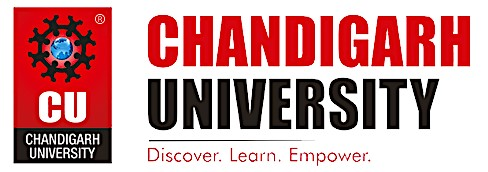 ®
CU
CHANDIGARH
UNIVERSITY
CHANDIGARH
UNIVERSITY
Discover. Learn. Empower.